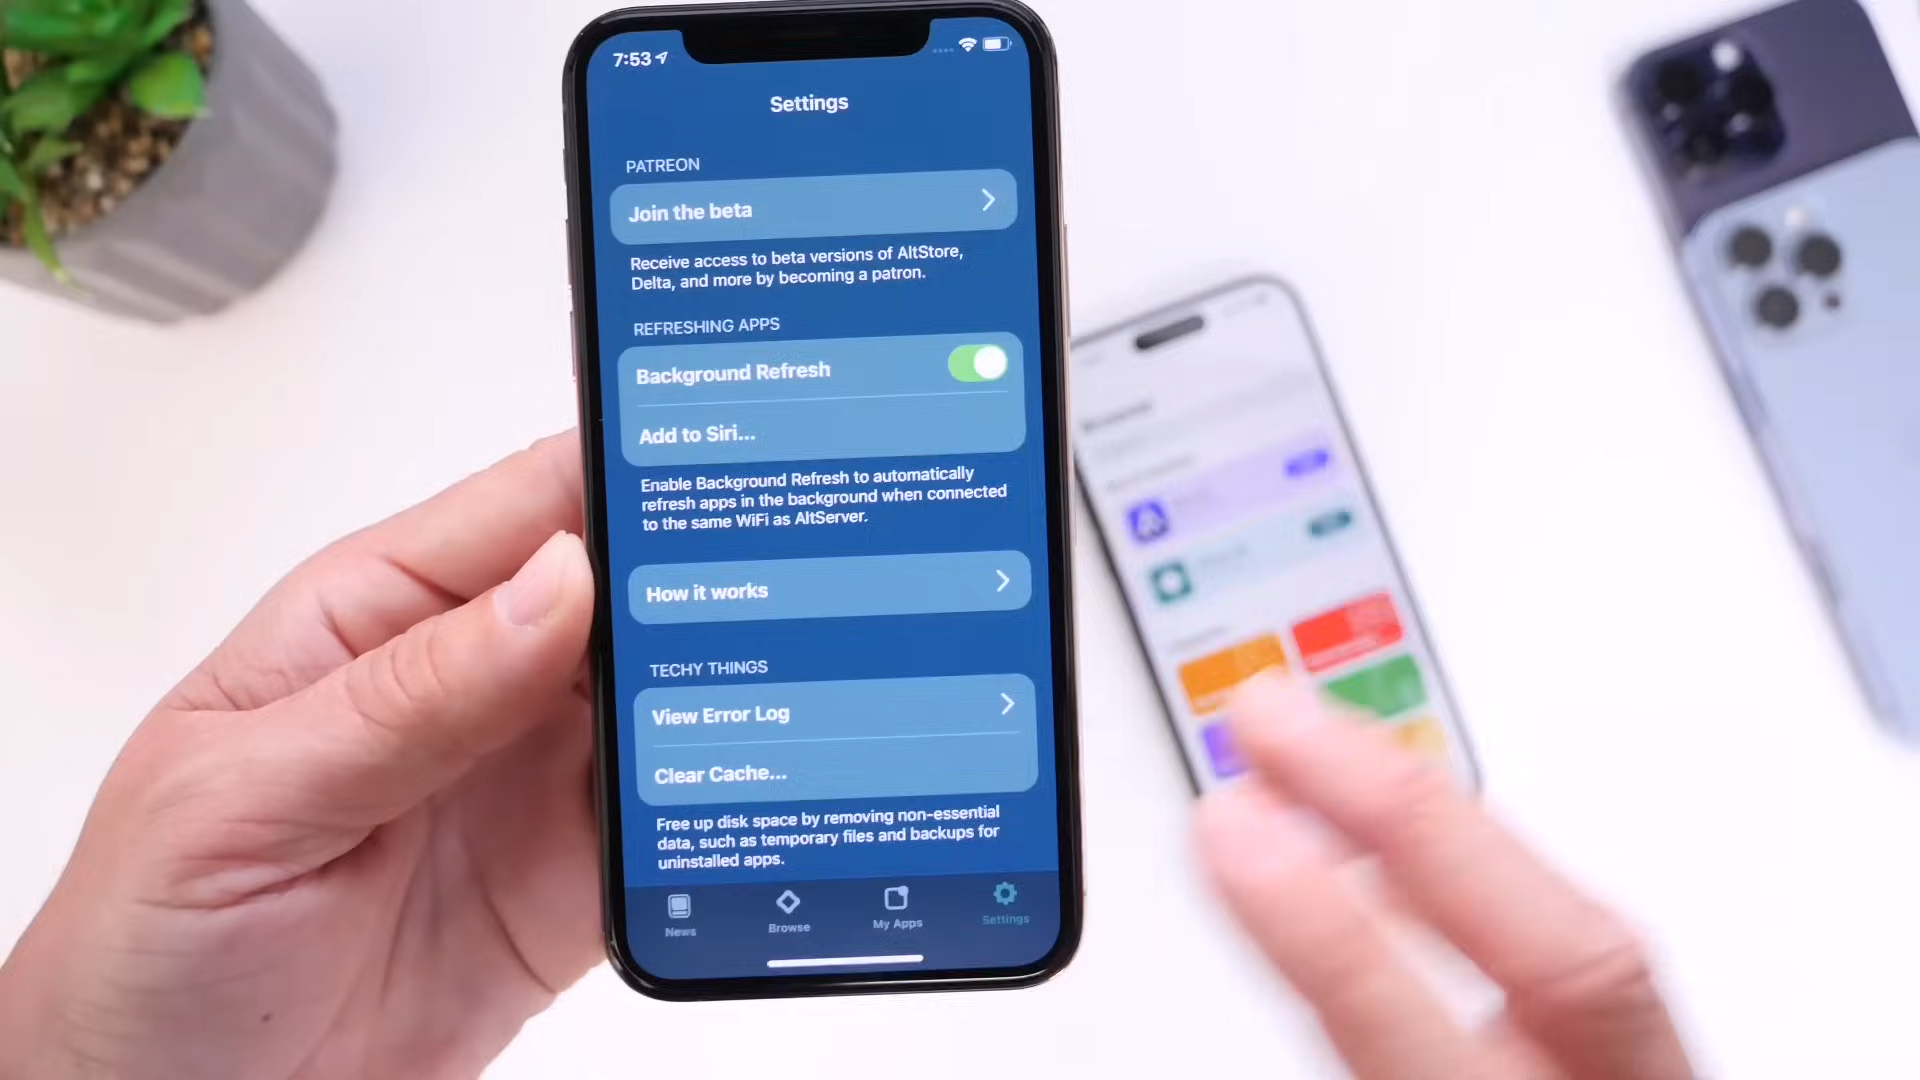 7:53
Settings
PATREON
Join the beta
Receive access to beta versions of AltStore,
Delta, and more by becoming a patron.
REFRESHING APPS
Background Refresh
Add to Siri...
Enable Background Refresh to automatically
refresh apps in the background when connected
to the same WiFi as AltServer.
How it works
TECHY THINGS
View Error Log
Clear Cache...
Free up disk space by removing non-essential
data, such as temporary files and backups for
uninstalled apps.
News
Browse
My Apps
Settings